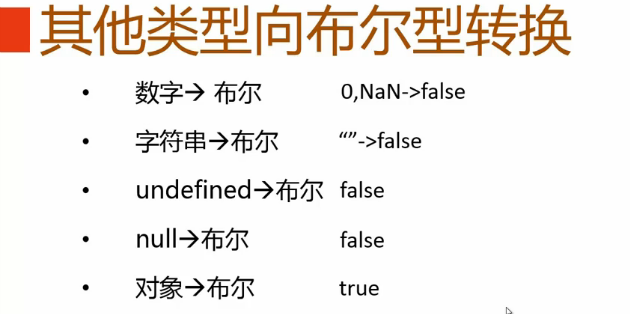 其他类型向布尔型转换
• 数字→ 布尔 0,NaN->false
• 字符串→布尔 “”->false
• undefined→布尔 false
• null→布尔 false
• 对象→布尔 true